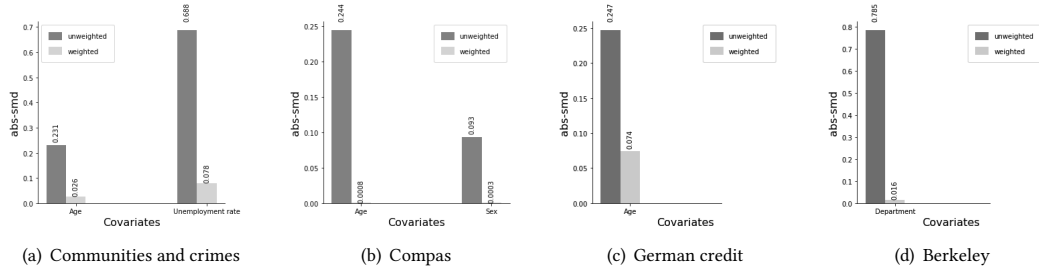 abs-smd
0.7
0.6
0.5
0.4
0.3
0.2
0.1
0.0
unweighted
weighted
0.231
0.026
0.688
0.078
Age
Unemployment rate
Covariates
(a) Communities and crimes
abs-smd
0.25
0.20
0.15
0.10
0.05
0.00
unweighted
weighted
0.244
0.0008
0.093
0.0003
Age
Sex
Covariates
(b) Compas
abs-smd
0.25
0.20
0.15
0.10
0.05
0.00
unweighted
weighted
0.247
0.074
Age
Covariates
(c) German credit
abs-smd
0.8
0.7
0.6
0.5
0.4
0.3
0.2
0.1
0.0
unweighted
weighted
0.785
0.016
Department
Covariates
(d) Berkeley